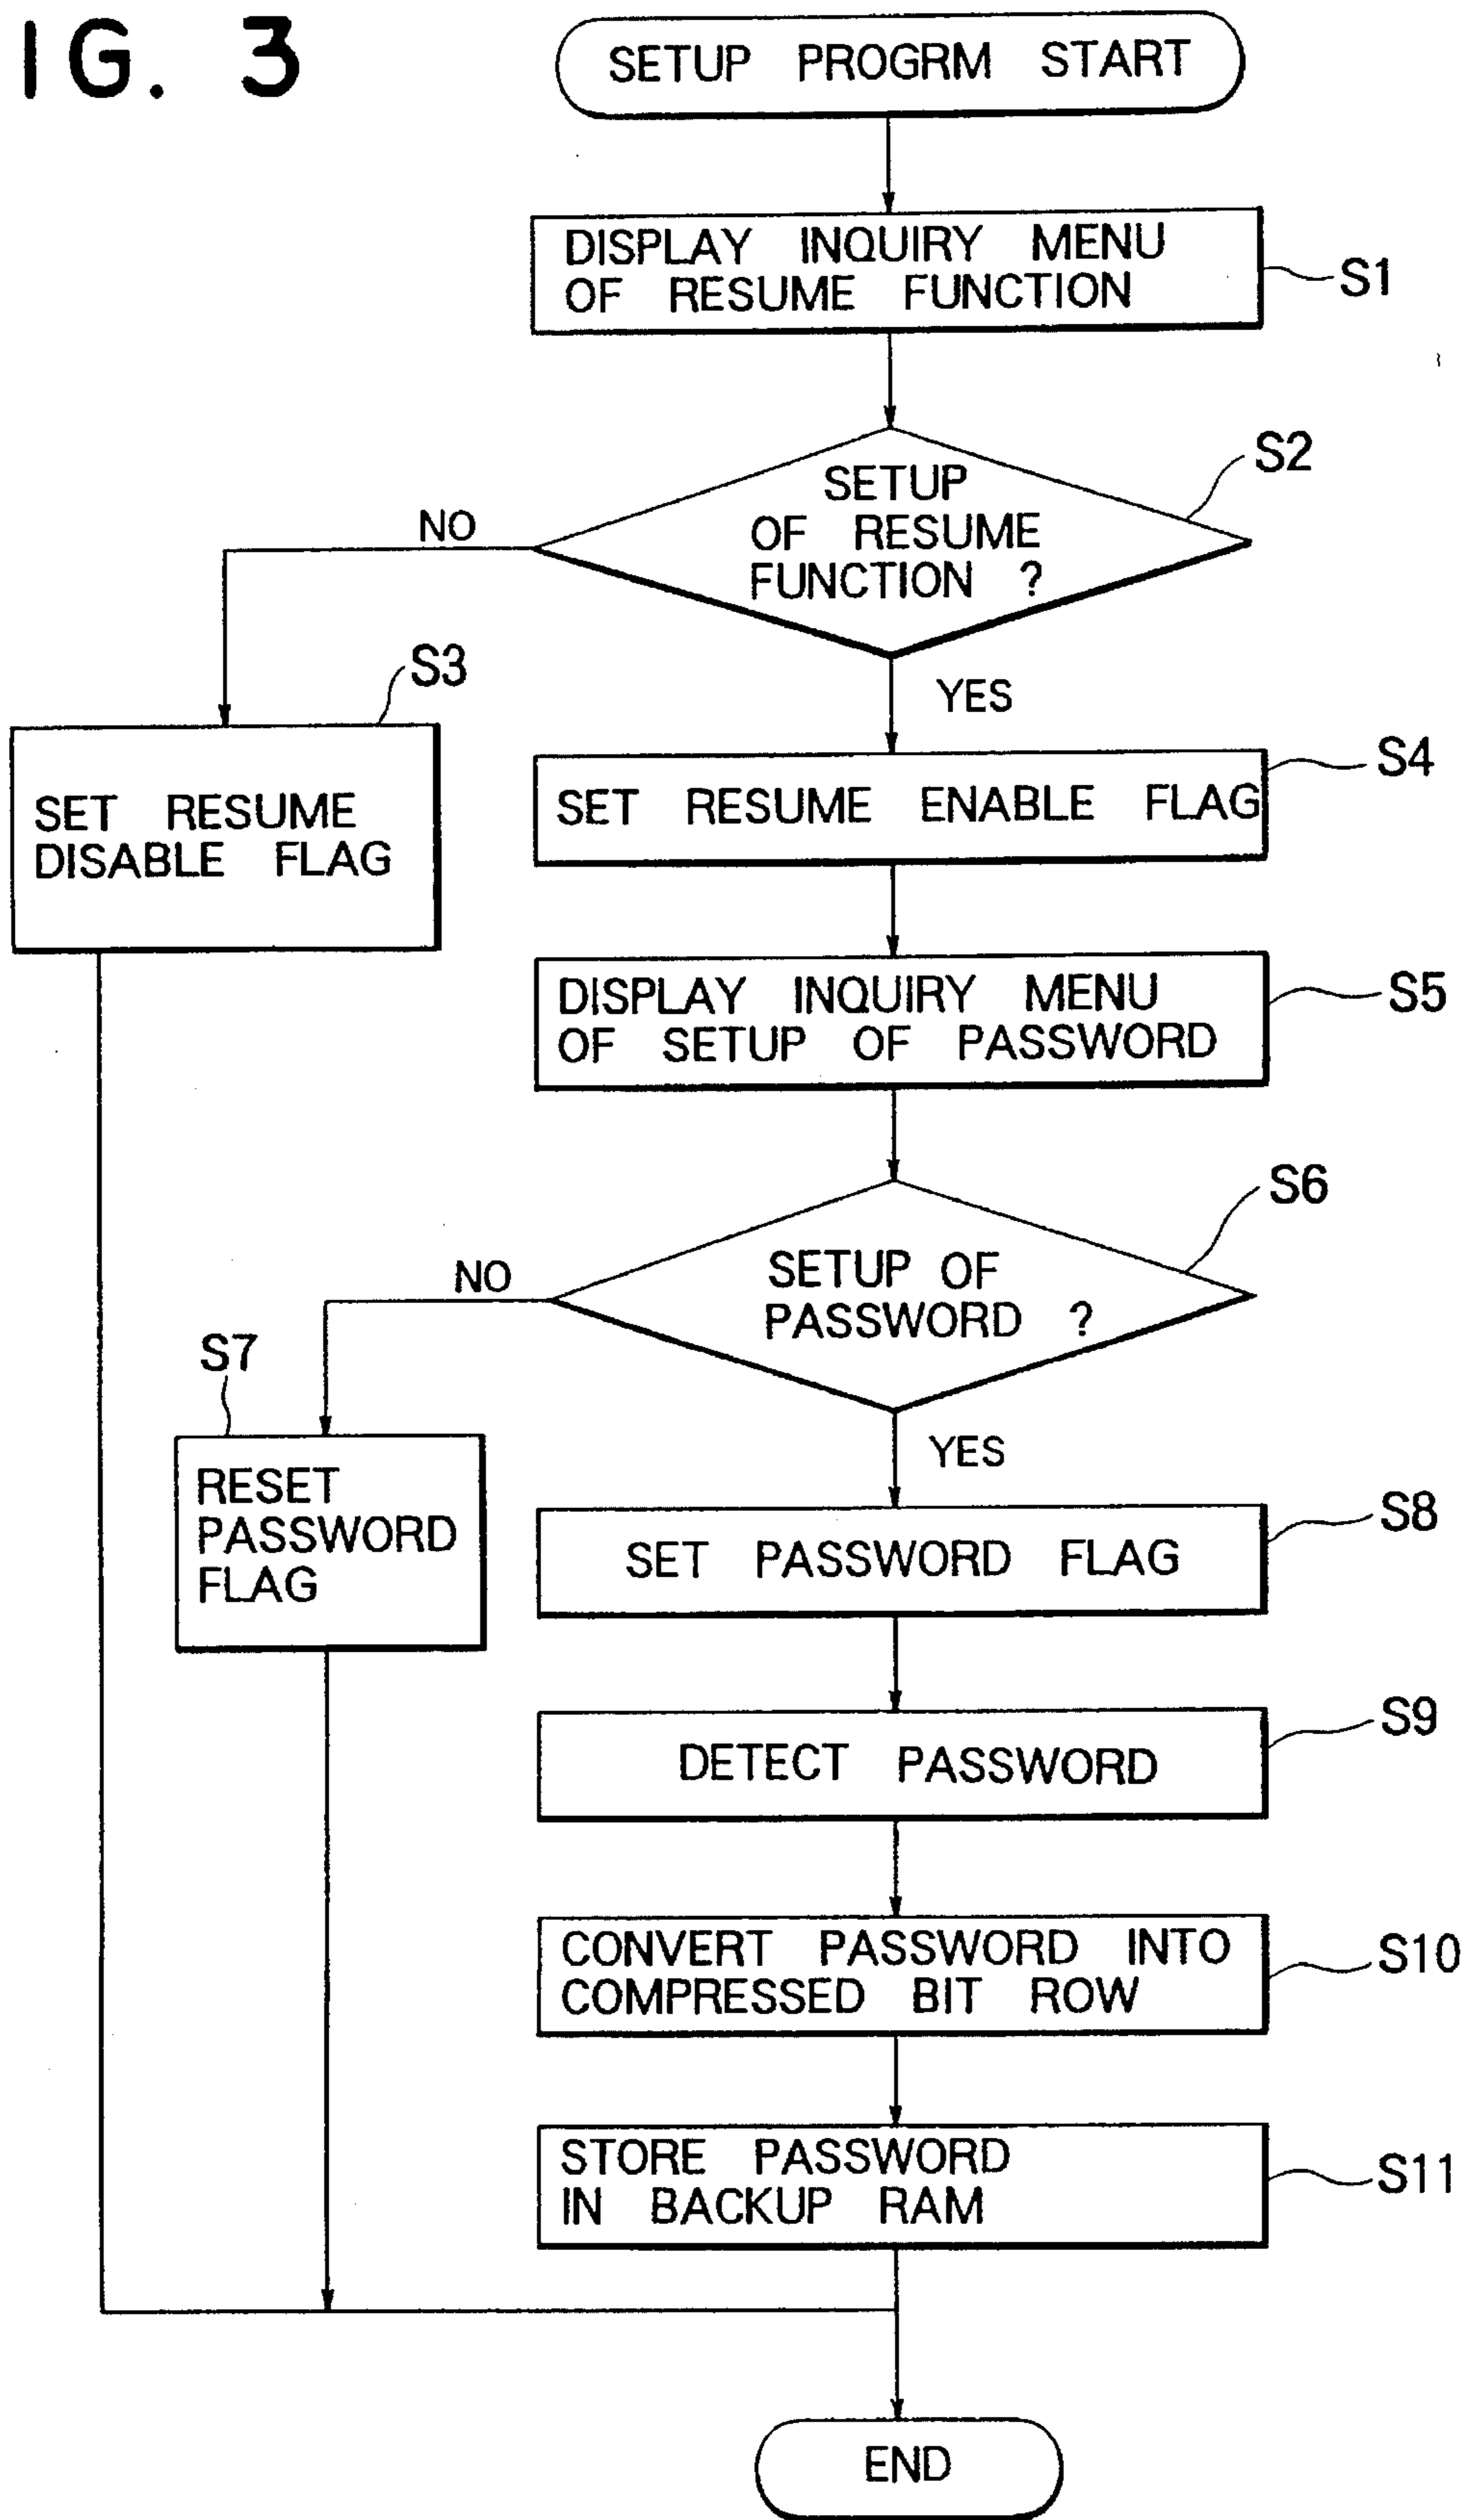 IG. 3
SETUP PROGRM START
DISPLAY INQUIRY MENU
OF RESUME FUNCTION
S1
S2
SETUP
OF RESUME
FUNCTION ?
NO
YES
S3
SET RESUME
DISABLE FLAG
S4
SET RESUME ENABLE FLAG
DISPLAY INQUIRY MENU
OF SETUP OF PASSWORD
S5
S6
SETUP OF
PASSWORD ?
NO
YES
S7
RESET
PASSWORD
FLAG
S8
SET PASSWORD FLAG
S9
DETECT PASSWORD
CONVERT PASSWORD INTO
COMPRESSED BIT ROW
S10
STORE PASSWORD
IN BACKUP RAM
S11
END